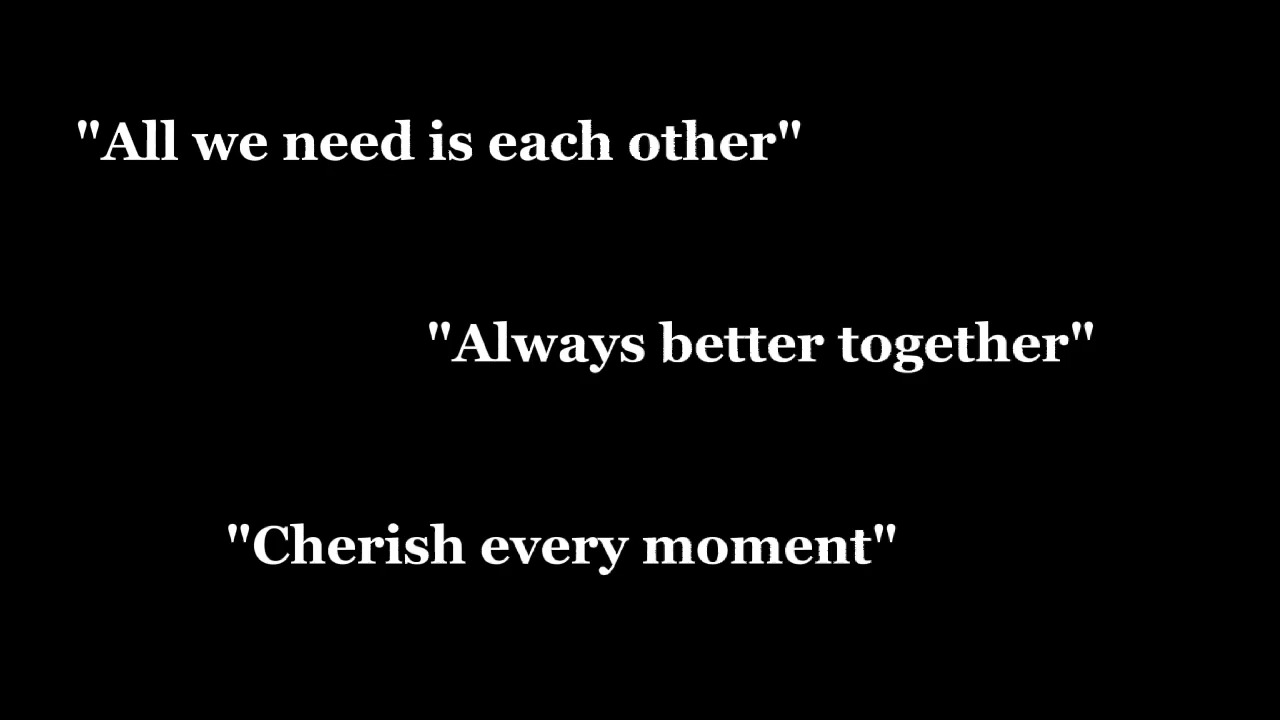 "All we need is each other"
"Always better together"
"Cherish every moment"